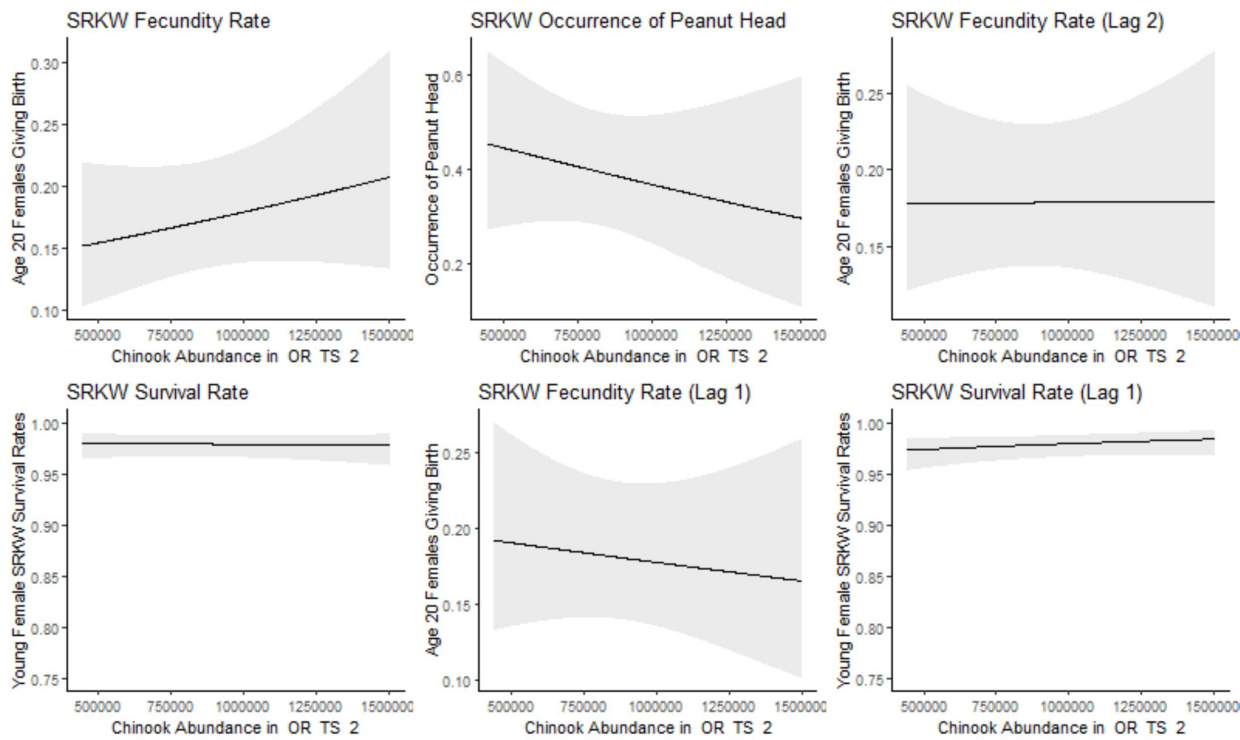 SRKW Fecundity Rate
Age 20 Females Giving Birth
0.30
0.25
0.20
0.15
0.10
500000 750000 1000000 1250000 1500000
Chinook Abundance in OR TS 2
SRKW Occurrence of Peanut Head
Occurrence of Peanut Head
0.6
0.4
0.2
500000 750000 1000000 1250000 1500000
Chinook Abundance in OR TS 2
SRKW Fecundity Rate (Lag 2)
Age 20 Females Giving Birth
0.25
0.20
0.15
500000 750000 1000000 1250000 1500000
Chinook Abundance in OR TS 2
SRKW Survival Rate
Young Female SRKW Survival Rates
1.00
0.95
0.90
0.85
0.80
0.75
500000 750000 1000000 1250000 1500000
Chinook Abundance in OR TS 2
SRKW Fecundity Rate (Lag 1)
Age 20 Females Giving Birth
0.25
0.20
0.15
0.10
500000 750000 1000000 1250000 1500000
Chinook Abundance in OR TS 2
SRKW Survival Rate (Lag 1)
Young Female SRKW Survival Rates
1.00
0.95
0.90
0.85
0.80
0.75
500000 750000 1000000 1250000 1500000
Chinook Abundance in OR TS 2